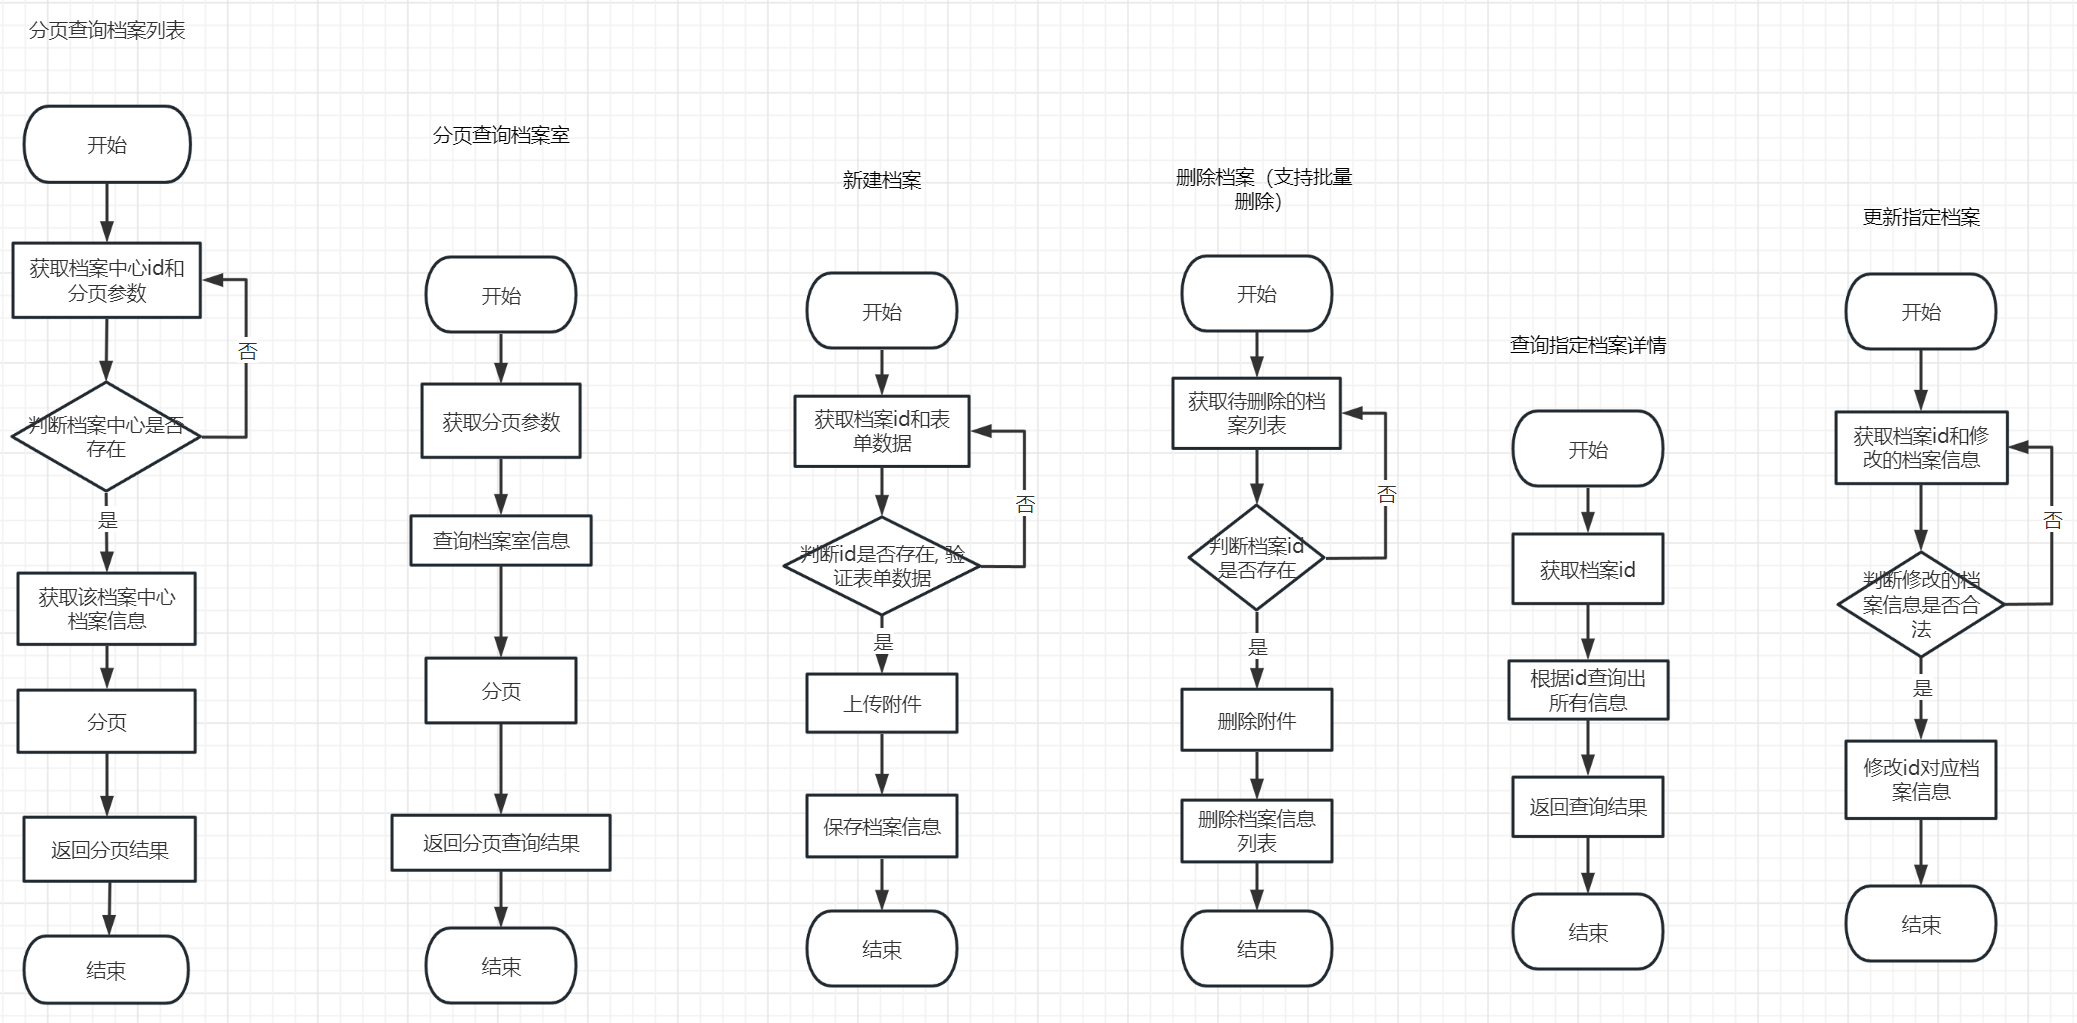 分页查询档案列表
开始
获取档案中心id和
分页参数
否
判断档案中心是否
存在
是
获取该档案中心
档案信息
分页
返回分页结果
结束
分页查询档案室
开始
获取分页参数
查询档案室信息
分页
返回分页查询结果
结束
新建档案
开始
获取档案id和表
单数据
否
判断id是否存在, 验
证表单数据
是
上传附件
保存档案信息
结束
删除档案（支持批量
删除）
开始
获取待删除的档
案列表
否
判断档案id
是否存在
是
删除附件
删除档案信息
列表
结束
查询指定档案详情
开始
获取档案id
根据id查询出
所有信息
返回查询结果
结束
更新指定档案
开始
获取档案id和修
改的档案信息
否
判断修改的档
案信息是否合
法
是
修改id对应档
案信息
结束